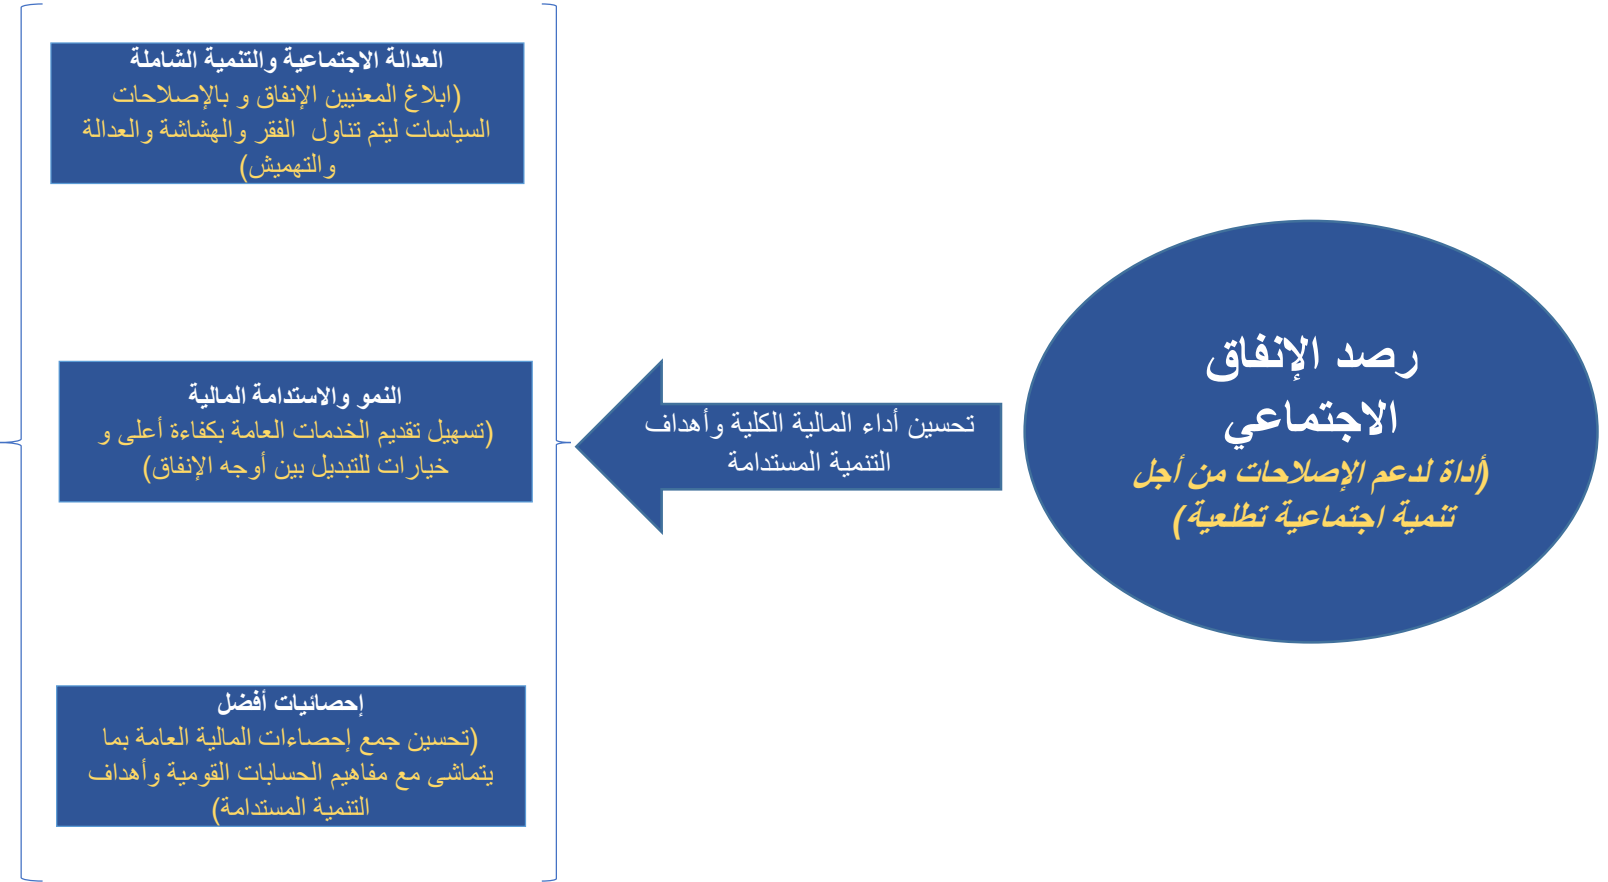 رصد الإنفاق
الاجتماعي
(أداة لدعم الإصلاحات من أجل
تنمية اجتماعية تطلعية)
تحسين أداء المالية الكلية وأهداف
التنمية المستدامة
العدالة الاجتماعية والتنمية الشاملة
(ابلاغ المعنيين الإنفاق و بالإصلاحات
السياسات ليتم تناول الفقر والهشاشة والعدالة
والتهميش)
النمو والاستدامة المالية
(تسهيل تقديم الخدمات العامة بكفاءة أعلى و
خيارات للتبديل بين أوجه الإنفاق)
إحصائيات أفضل
(تحسين جمع إحصاءات المالية العامة بما
يتماشى مع مفاهيم الحسابات القومية وأهداف
التنمية المستدامة)